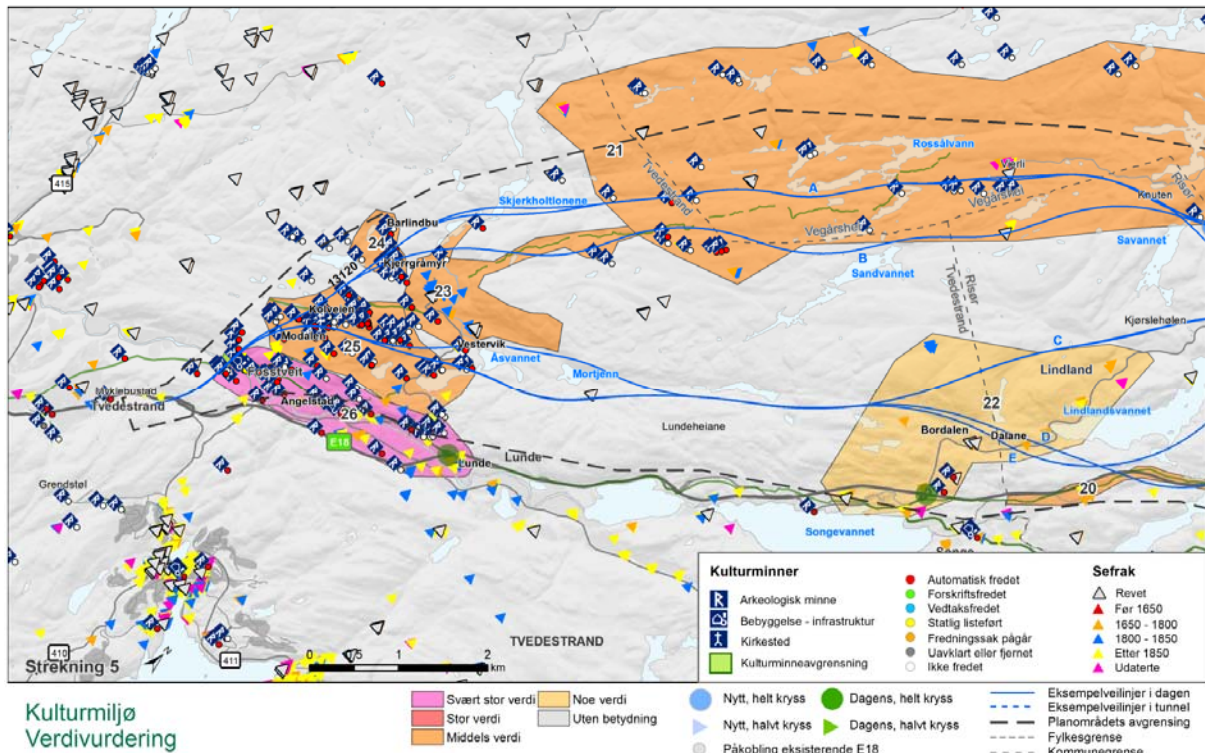 415
21
Rossålvann
Værli
A
Tvedestrand
Vegårshei
Risør
Knuten
Skjerkholtlonene
Barlindbu
24
Kjerrgråmyr
13120
23
Vegårshei
B
Sandvannet
Savannet
Kolveien
Modalen
25
Vestervik
Åsvannet
Risør
Tvedestrand
Kjørslehølen
C
Fosstveit
Mortjenn
Lindland
Tvedestrand
Angelstad
26
22
Lindlandsvannet
E18
Lundeheiane
Bordalen
Dalane
D
E
Lunde
Lunde
20
Grendstøl
Songevannet
TVEDESTRAND
410
411
Strekning 5
0 0,5 1 2
km
Kulturminner
Arkeologisk minne
Bebyggelse - infrastruktur
Kirkested
Kulturminneavgrensning
Automatisk fredet
Forskriftsfredet
Vedtaksfredet
Statlig listeført
Fredningssak pågår
Uavklart eller fjernet
Ikke fredet
Sefrak
Revet
Før 1650
1650 - 1800
1800 - 1850
Etter 1850
Udaterte
Kulturmiljø
Verdivurdering
Svært stor verdi
Stor verdi
Middels verdi
Noe verdi
Uten betydning
Nytt, helt kryss
Nytt, halvt kryss
Påkobling eksisterende E18
Dagens, helt kryss
Dagens, halvt kryss
Eksempelveilinjer i dagen
Eksempelveilinjer i tunnel
Planområdets avgrensing
Fylkesgrense
Kommunegrense